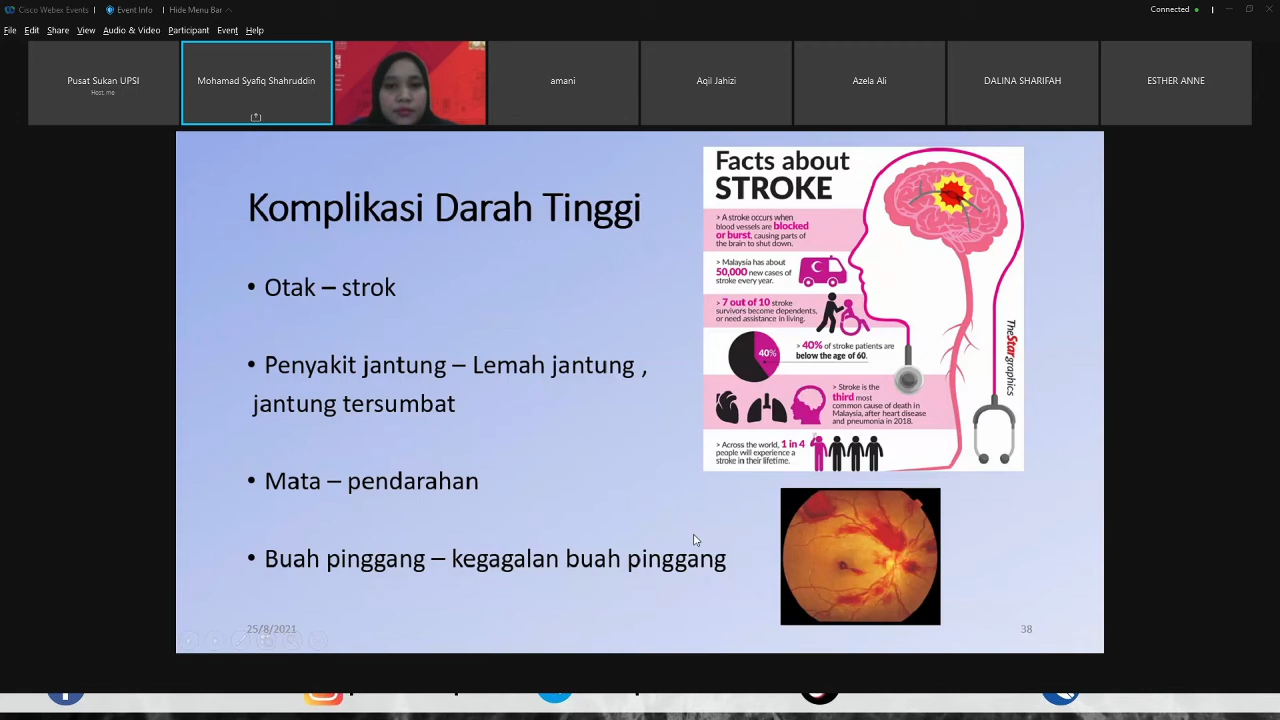 Cisco Webex Events
Event Info
Hide Menu Bar
Connected
File Edit Share View Audio & Video Participant Event Help
Pusat Sukan UPSI
Host, me
Mohamad Syafiq Shahruddin
amani
Aqil Jahizi
Azela Ali
DALINA SHARIFAH
ESTHER ANNE
Komplikasi Darah Tinggi
• Otak – strok
• Penyakit jantung – Lemah jantung ,
jantung tersumbat
• Mata – pendarahan
• Buah pinggang – kegagalan buah pinggang
25/8/2021
Facts about
STROKE
> A stroke occurs when
blood vessels are blocked
or burst, causing parts of
the brain to shut down.
> Malaysia has about
50,000 new cases of
stroke every year.
> 7 out of 10 stroke
survivors become dependents,
or need assistance in living.
40%
> 40% of stroke patients are
below the age of 60.
> Stroke is the
third most
common cause of death in
Malaysia, after heart disease
and pneumonia in 2018.
> Across the world, 1 in 4
people will experience a
stroke in their lifetime.
TheStargraphics
38